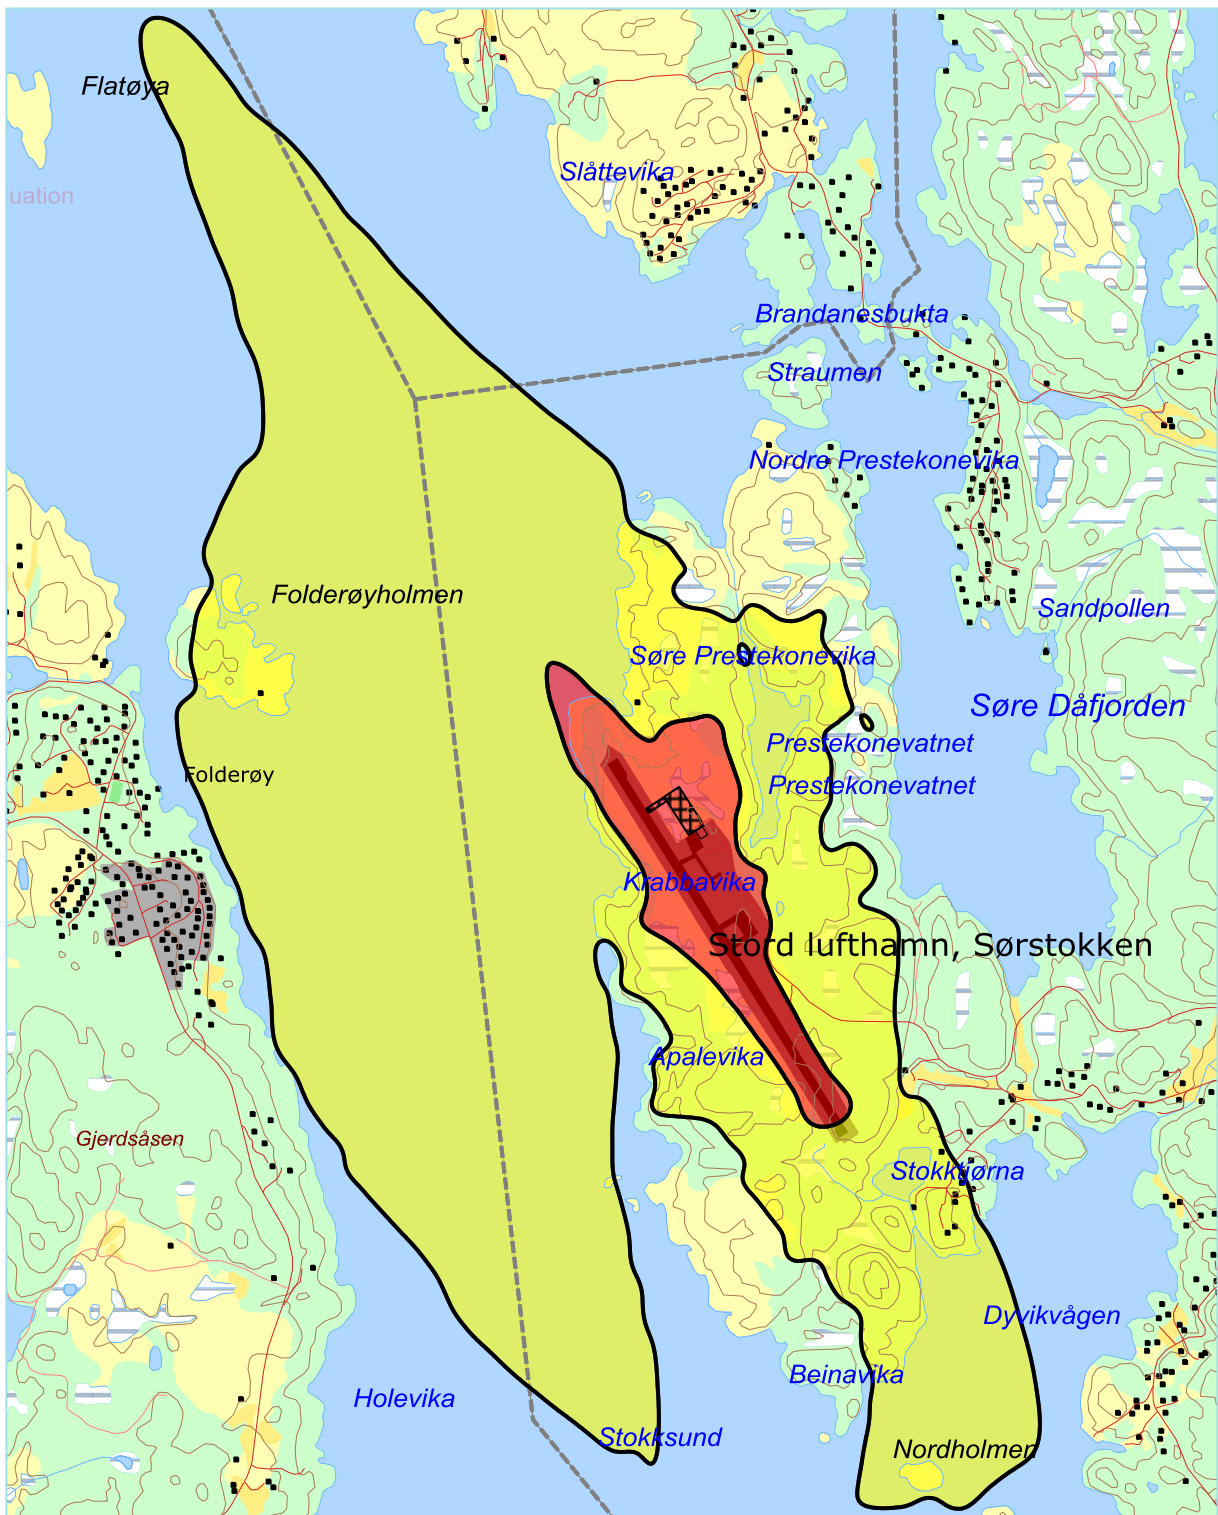 Flatøya
Slåttevika
uation
Brandanesbukta
Straumen
Nordre Prestekonevika
Folderøyholmen
Sandpollen
Søre Prestekonevika
Søre Dåfjorden
Prestekonevatnet
Folderøy
Prestekonevatnet
Krabbavika
Stord lufthamn, Sørstokken
Apalevika
Gjerdsåsen
Stokktjørna
Dyvikvågen
Beinavika
Holevika
Stokksund
Nordholmen